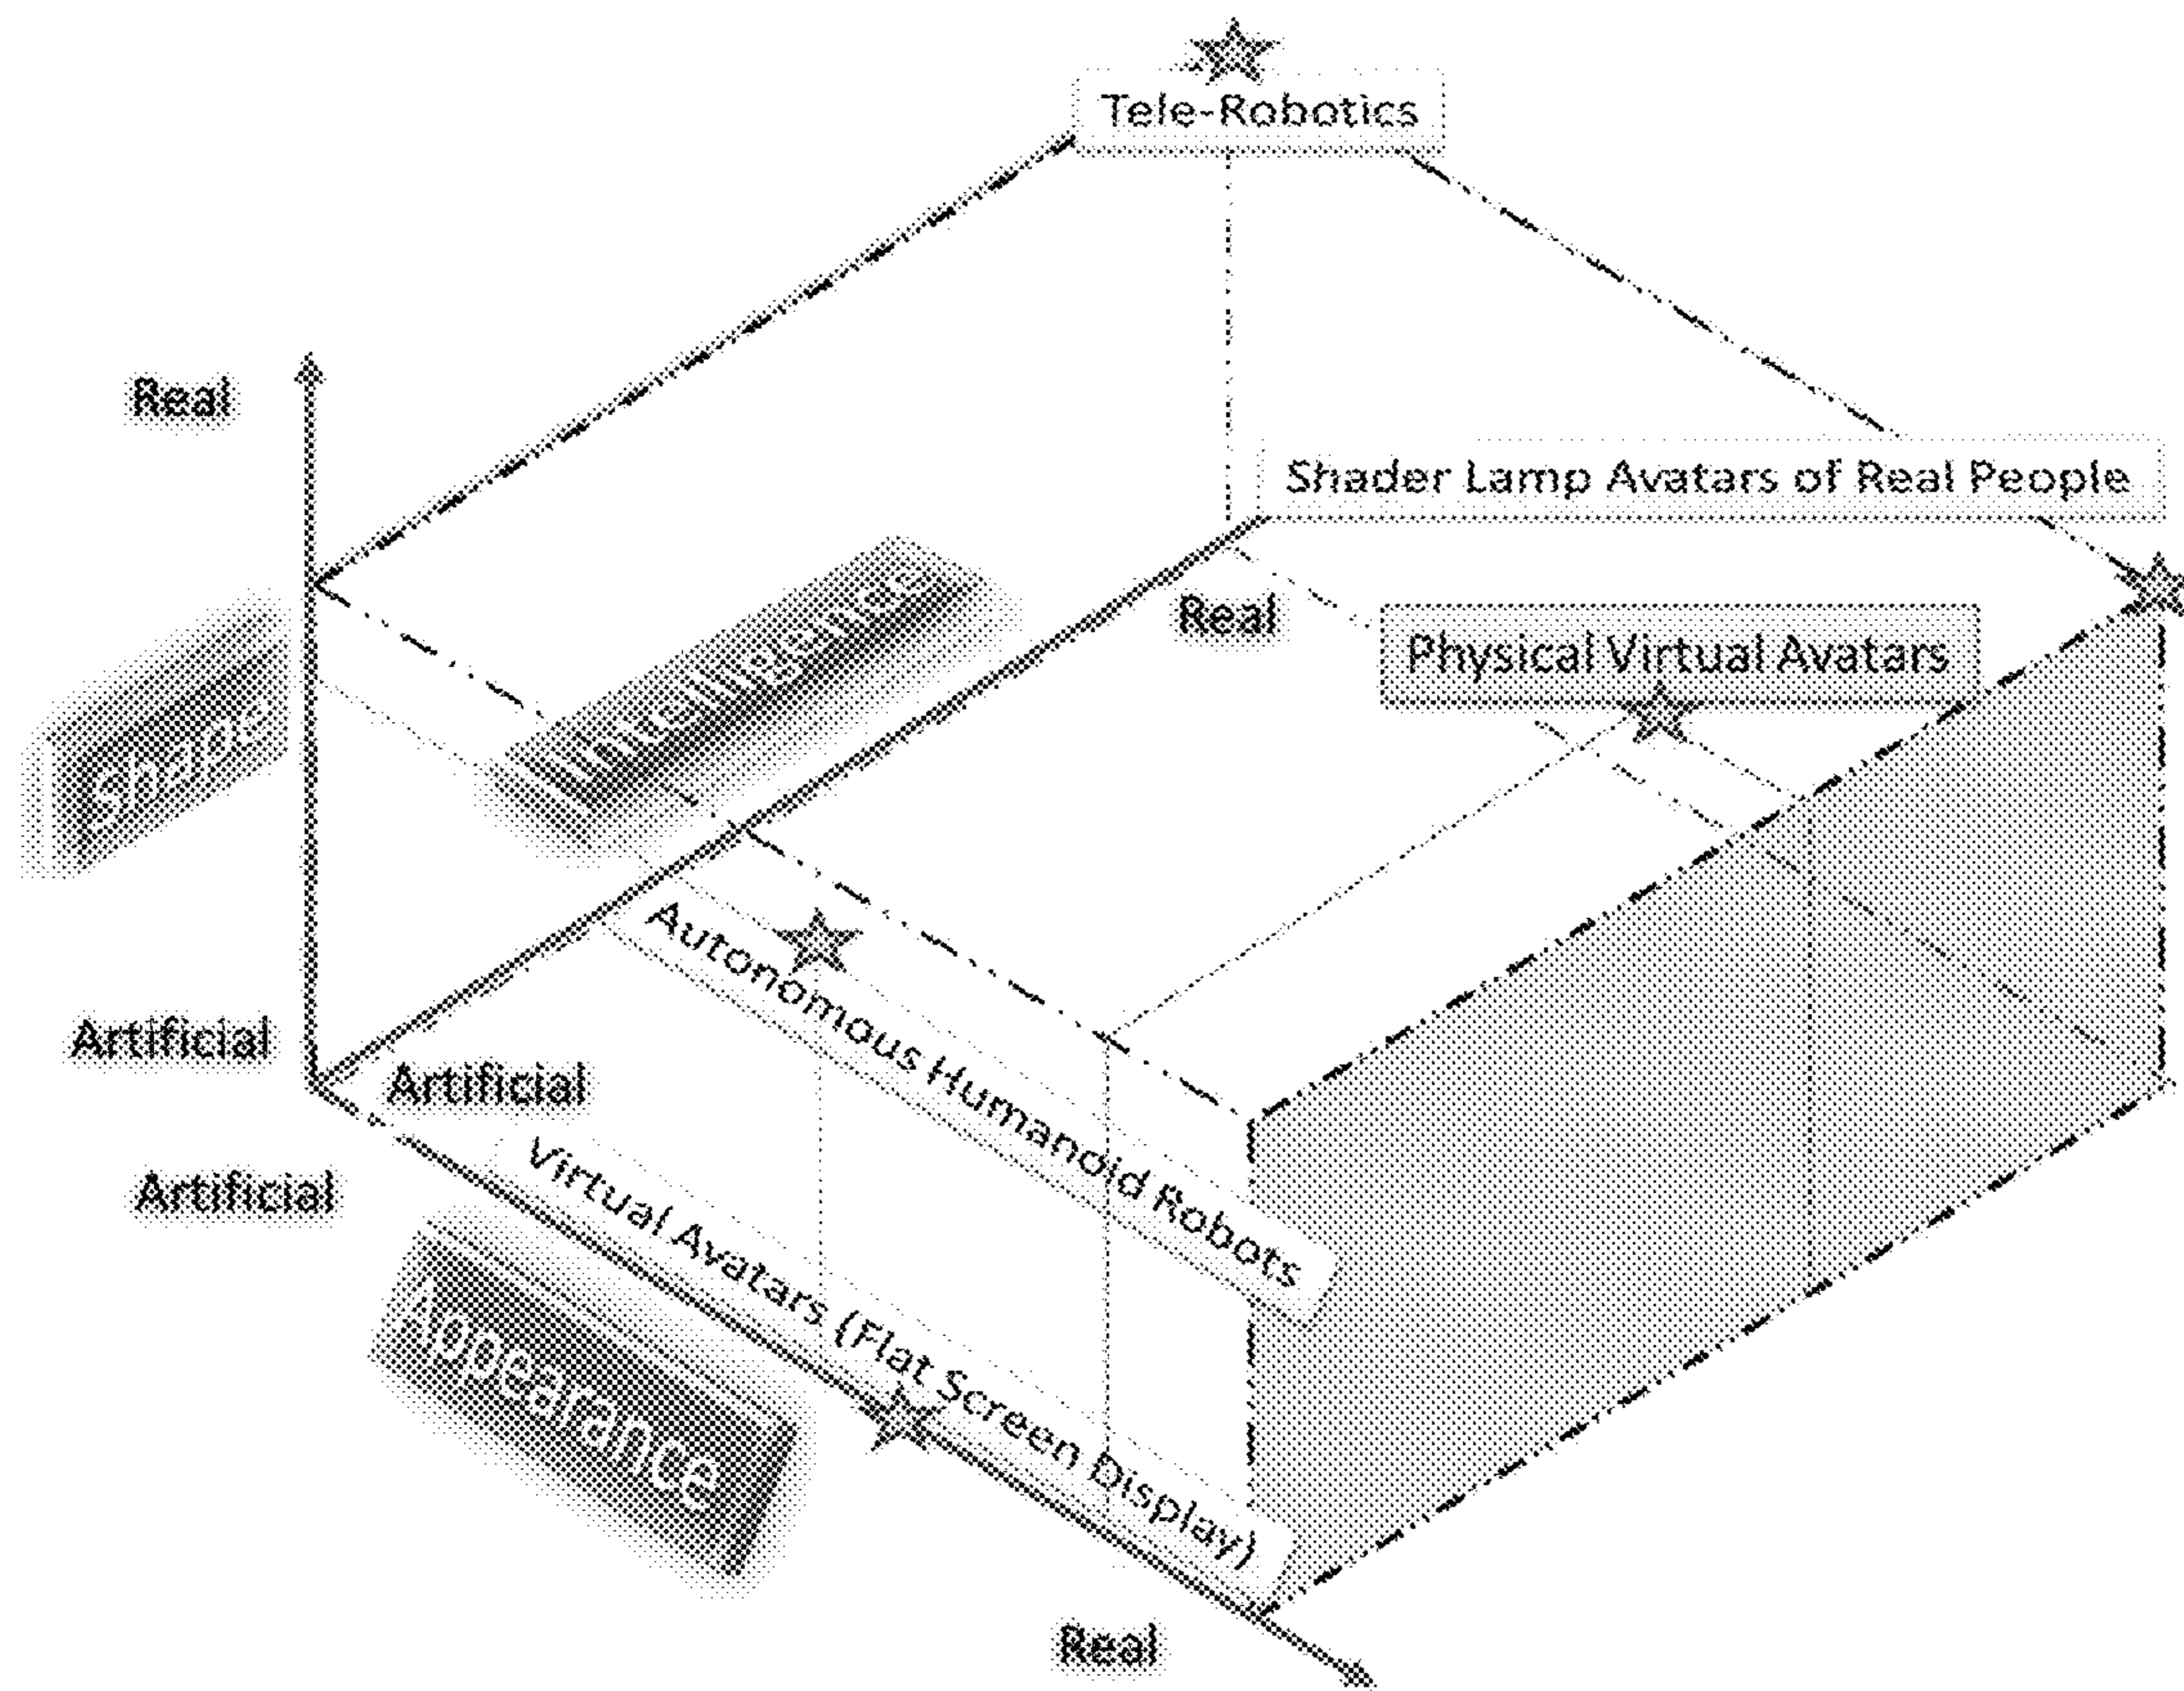 Tele-Robotics
Real
Shader Lamp Avatars of Real People
Real
Physical Virtual Avatars
Intelligence
Shape
Autonomous Humanoid Robots
Artificial
Artificial
Virtual Avatars (Flat Screen Display)
Artificial
Appearance
Real